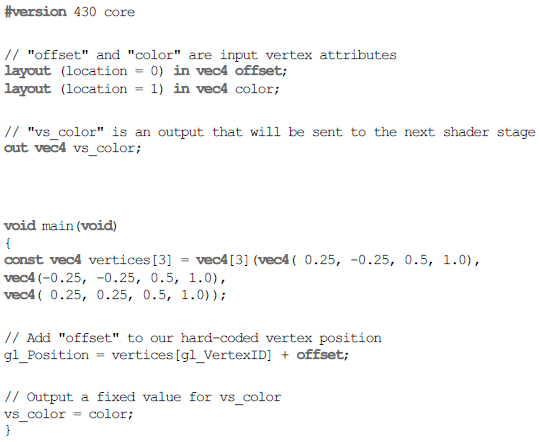 #version 430 core
// "offset" and "color" are input vertex attributes
layout (location = 0) in vec4 offset;
layout (location = 1) in vec4 color;
// "vs_color" is an output that will be sent to the next shader stage
out vec4 vs_color;
void main(void)
{
const vec4 vertices[3] = vec4[3](vec4( 0.25, -0.25, 0.5, 1.0),
vec4(-0.25, -0.25, 0.5, 1.0),
vec4( 0.25, 0.25, 0.5, 1.0));
// Add "offset" to our hard-coded vertex position
gl_Position = vertices[gl_VertexID] + offset;
// Output a fixed value for vs_color
vs_color = color;
}